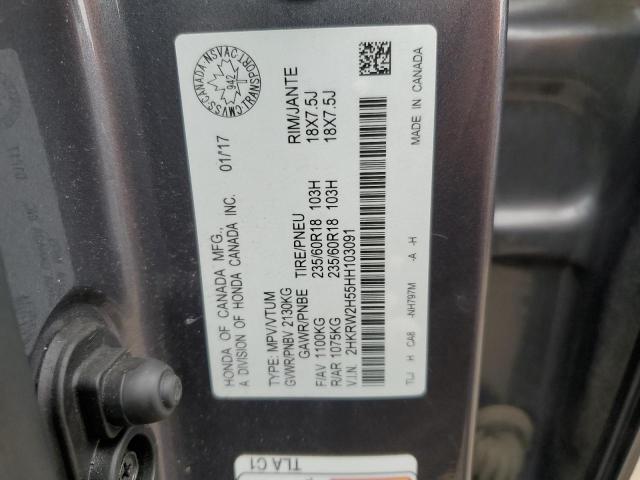 HONDA OF CANADA MFG., 01/'17
A DIVISION OF HONDA CANADA INC.
CMVSS·CANADA·NSVAC
942
TRANSPORT
TYPE: MPV/VTUM
GVWR/PNBV 2130KG
GAWR/PNBE TIRE/PNEU RIM/JANTE
F/AV 1100KG 235/60R18 103H 18X7.5J
R/AR 1075KG 235/60R18 103H 18X7.5J
V.I.N. 2HKRW2H55HH103091
TLJ H CA8 -NH797M -A -H MADE IN CANADA
TLA C1